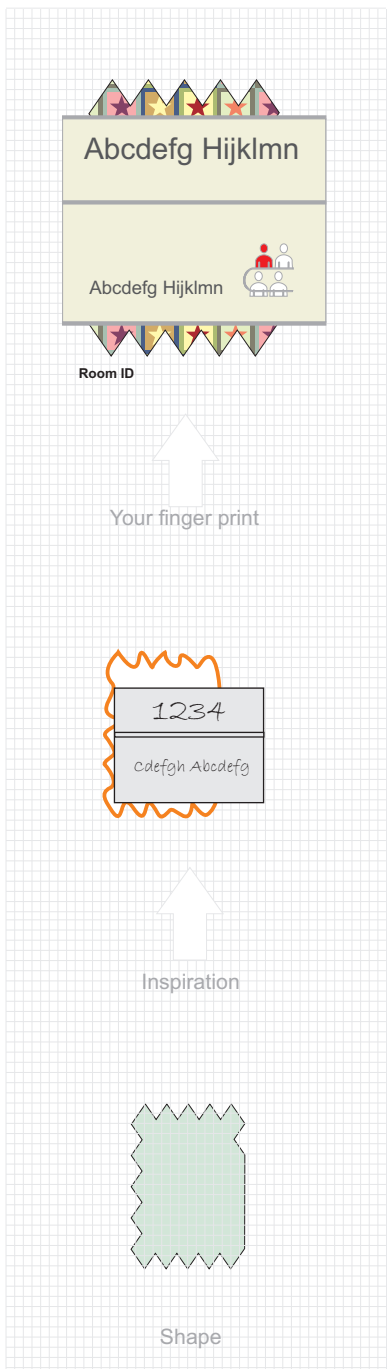 Abcdefg Hijklmn
Abcdefg Hijklmn
Room ID
Your finger print
1234
Cdefgh Abcdefg
Inspiration
Shape